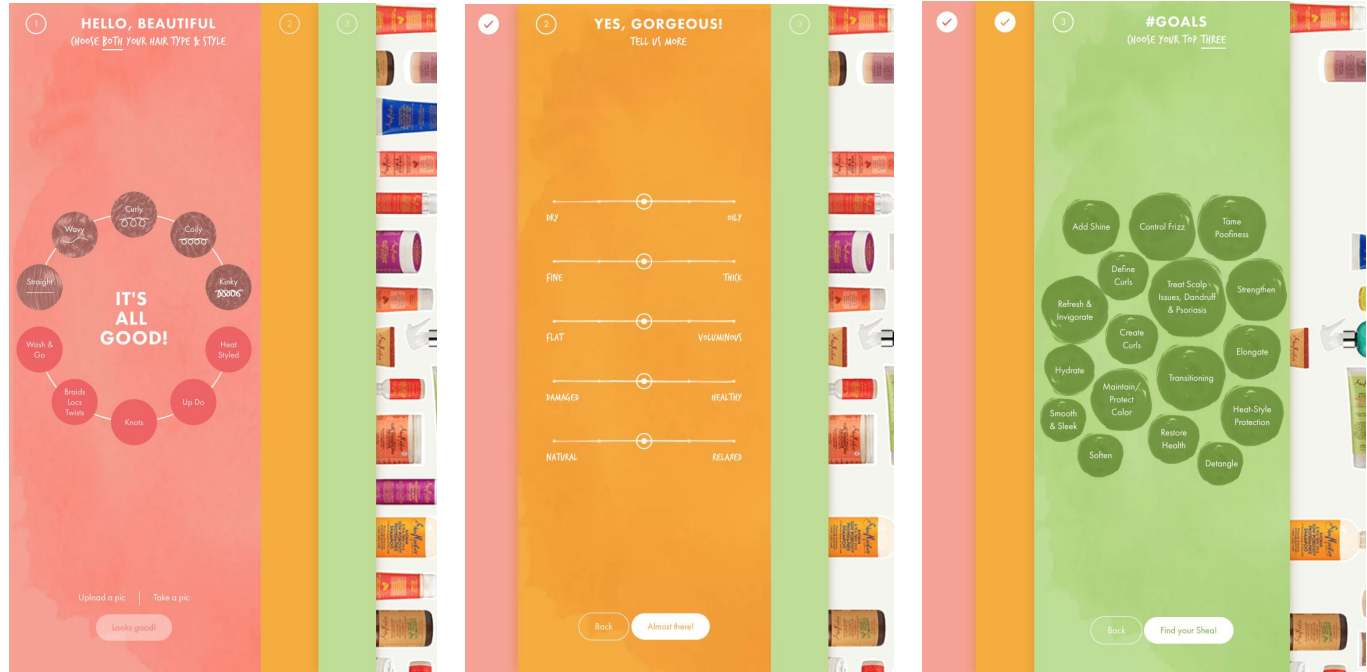 1
HELLO, BEAUTIFUL
CHOOSE BOTH YOUR HAIR TYPE & STYLE
2
3
Curly
Wavy
Coily
Straight
Kinky
IT'S
ALL
GOOD!
Wash &
Go
Heat
Styled
Braids
Locs
Twists
Up Do
Knots
Upload a pic
Take a pic
Looks good!
2
YES, GORGEOUS!
TELL US MORE
3
DRY
OILY
FINE
THICK
FLAT
VOLUMINOUS
DAMAGED
HEALTHY
NATURAL
RELAXED
Back
Almost there!
3
#GOALS
CHOOSE YOUR TOP THREE
Add Shine
Control Frizz
Tame
Poofiness
Define
Curls
Treat Scalp
Issues, Dandruff
& Psoriasis
Strengthen
Refresh &
Invigorate
Create
Curls
Elongate
Hydrate
Transitioning
Maintain/
Protect
Color
Smooth
& Sleek
Heat-Style
Protection
Restore
Health
Soften
Detangle
Back
Find your Shea!